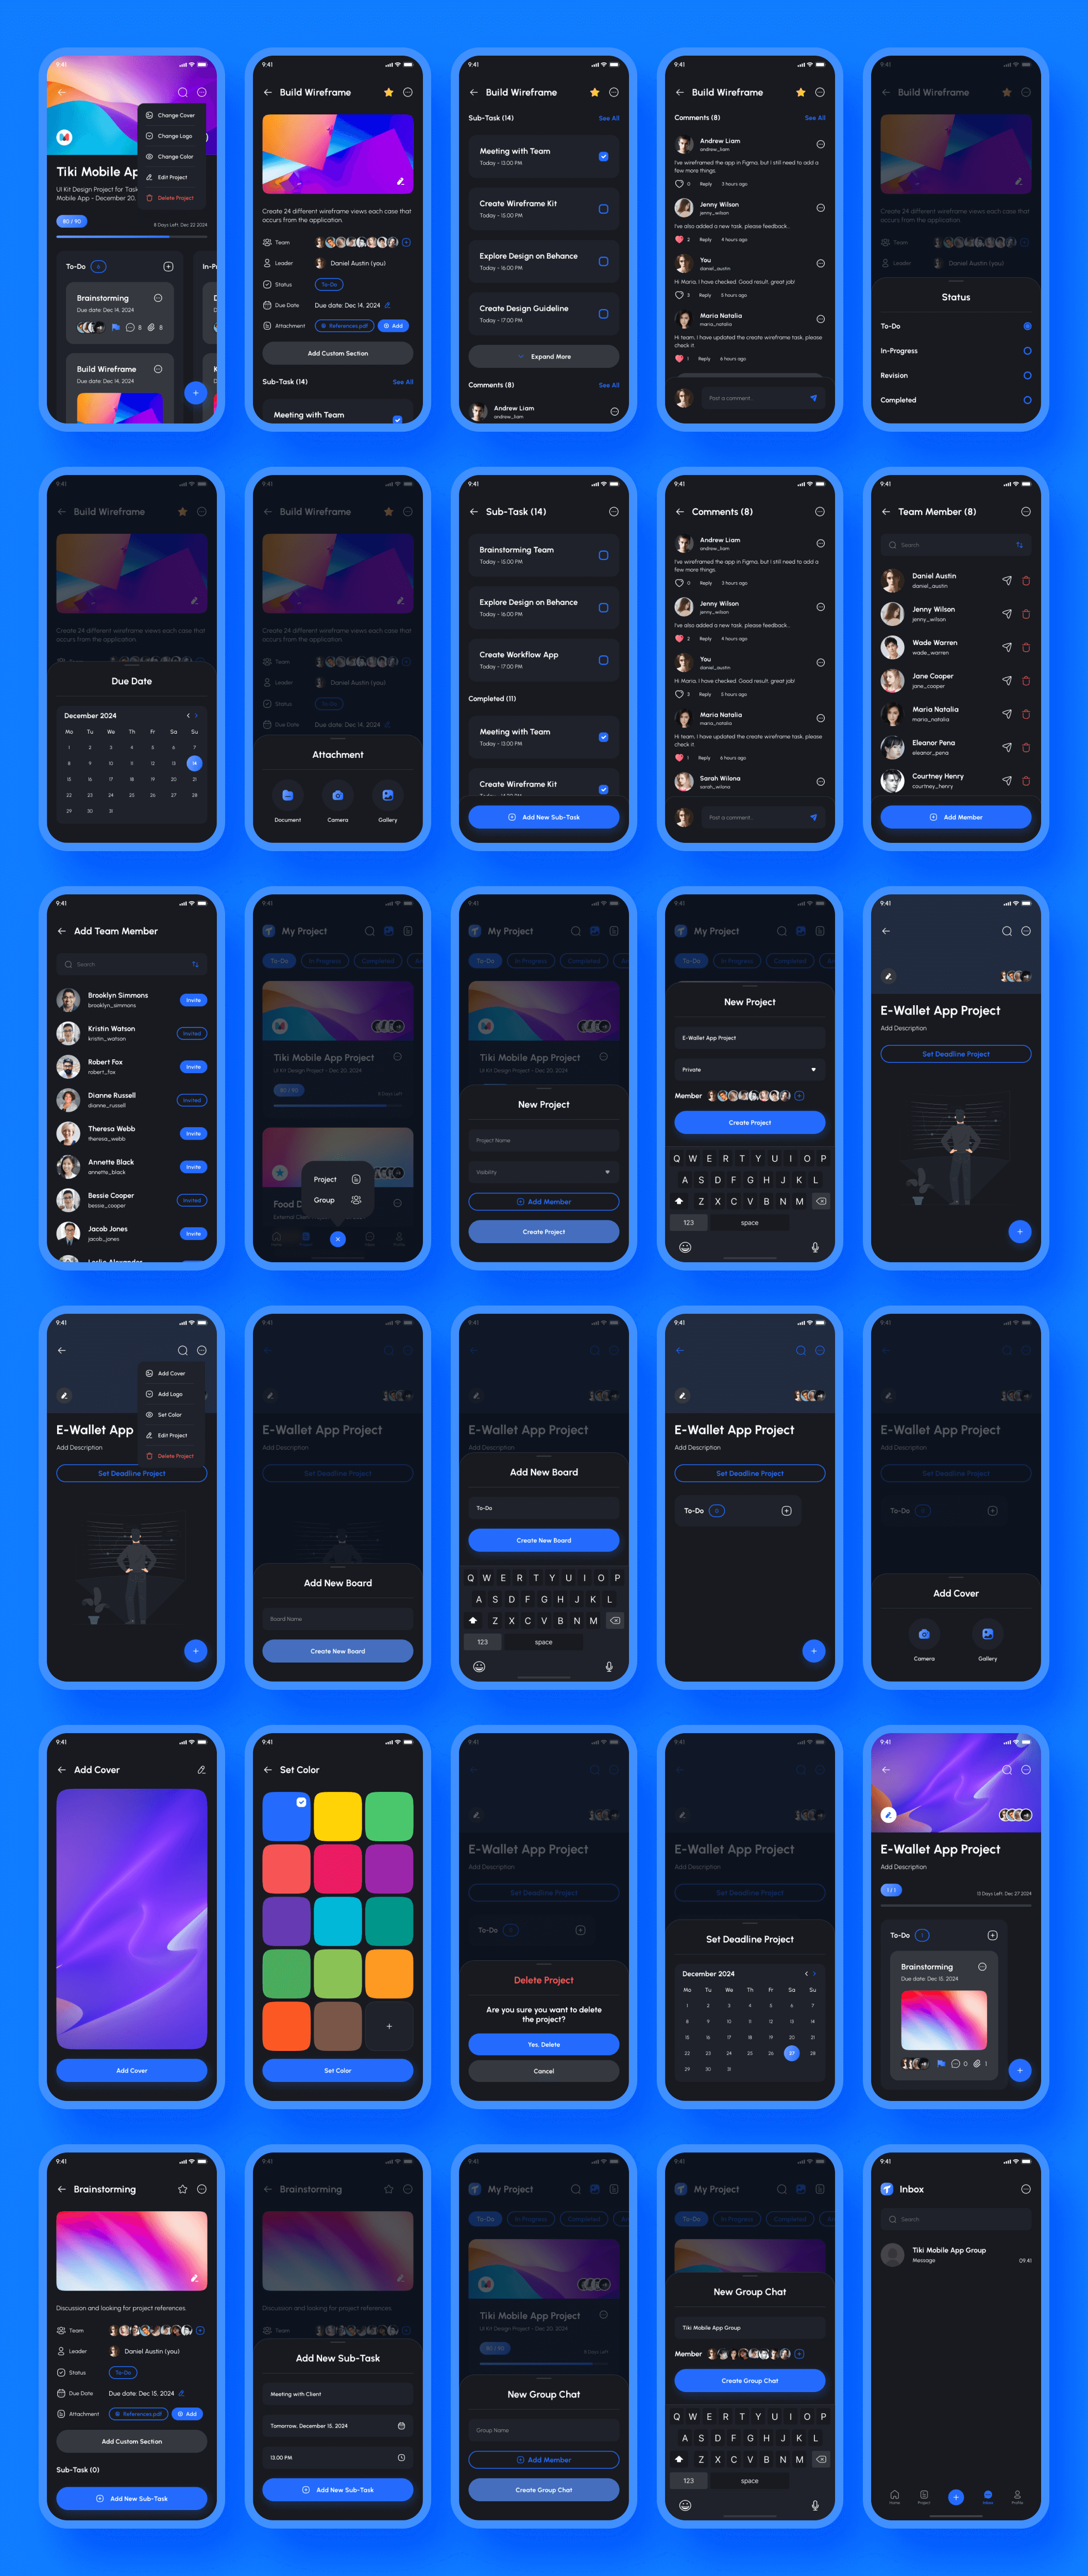 9:41
Change Cover
Change Logo
Change Color
Edit Project
Delete Project
Tiki Mobile Ap
UI Kit Design Project for Task
Mobile App - December 20,
80 / 90
8 Days Left, Dec 22 2024
To-Do
In-Pr
Brainstorming
Due date: Dec 14, 2024
8
8
Build Wireframe
Due date: Dec 14, 2024
9:41
Build Wireframe
Create 24 different wireframe views each case that
occurs from the application
Team
Leader
Daniel Austin (you)
Status
To-Do
Due Date
Due date: Dec 14, 2024
Attachment
References.pdf
Add
Add Custom Section
Sub-Task (14)
See All
Meeting with Team
9:41
Build Wireframe
Sub-Task (14)
See All
Meeting with Team
Today - 13.00 PM
Create Wireframe Kit
Today - 15.00 PM
Explore Design on Behance
Today - 16.00 PM
Create Design Guideline
Today - 17.00 PM
Expand More
Comments (8)
See All
Andrew Liam
andrew_liam
9:41
Build Wireframe
Comments (8)
See All
Andrew Liam
andrew_liam
I've wireframed the app in Figma, but I still need to add a
few more things.
0
Reply
3 hours ago
Jenny Wilson
jenny_wilson
I've also added a new task, please feedback..
2
Reply
4 hours ago
You
daniel_austin
Hi Maria, I have checked. Good result, great job!
3
Reply
5 hours ago
Maria Natalia
maria_natalia
Hi team, I have updated the create wireframe task, please
check it.
1
Reply
6 hours ago
Post a comment..
9:41
Build Wireframe
Create 24 different wireframe views each case that
occurs from the application
Team
Leader
Daniel Austin (you)
Status
To-Do
In-Progress
Revision
Completed
9:41
Build Wireframe
Create 24 different wireframe views each case that
occurs from the application
Due Date
December 2024
Mo Tu We Th Fr Sa Su
1 2 3 4 5 6 7
8 9 10 11 12 13 14
15 16 17 18 19 20 21
22 23 24 25 26 27 28
29 30 31
9:41
Build Wireframe
Create 24 different wireframe views each case that
occurs from the application
Team
Leader
Daniel Austin (you)
Status
To-Do
Due Date
Due date: Dec 14, 2024
Attachment
Document
Camera
Gallery
9:41
Sub-Task (14)
Brainstorming Team
Today - 15.00 PM
Explore Design on Behance
Today - 16.00 PM
Create Workflow App
Today - 17.00 PM
Completed (11)
Meeting with Team
Today - 13.00 PM
Create Wireframe Kit
Add New Sub-Task
9:41
Comments (8)
Andrew Liam
andrew_liam
I've wireframed the app in Figma, but I still need to add a
few more things.
0
Reply
3 hours ago
Jenny Wilson
jenny_wilson
I've also added a new task, please feedback..
2
Reply
4 hours ago
You
daniel_austin
Hi Maria, I have checked. Good result, great job!
3
Reply
5 hours ago
Maria Natalia
maria_natalia
Hi team, I have updated the create wireframe task, please
check it.
1
Reply
6 hours ago
Sarah Wilona
sarah_wilona
Post a comment..
9:41
Team Member (8)
Search
Daniel Austin
daniel_austin
Jenny Wilson
jenny_wilson
Wade Warren
wade_warren
Jane Cooper
jane_cooper
Maria Natalia
maria_natalia
Eleanor Pena
eleanor_pena
Courtney Henry
courtney_henry
Add Member
9:41
Add Team Member
Search
Brooklyn Simmons
brooklyn_simmons
Invite
Kristin Watson
kristin_watson
Invited
Robert Fox
robert_fox
Invite
Dianne Russell
dianne_russell
Invited
Theresa Webb
theresa_webb
Invite
Annette Black
annette_black
Invite
Bessie Cooper
bessie_cooper
Invited
Jacob Jones
jacob_jones
Invite
Leslie Alexander
9:41
My Project
To-Do
In Progress
Completed
Tiki Mobile App Project
UI Kit Design Project - Dec 20, 2024
80 / 90
8 Days Left
Project
Group
Food D
9:41
My Project
To-Do
In Progress
Completed
Tiki Mobile App Project
UI Kit Design Project - Dec 20, 2024
New Project
Project Name
Visibility
Add Member
Create Project
9:41
My Project
To-Do
In Progress
Completed
New Project
E-Wallet App Project
Private
Member
Create Project
Q W E R T Y U I O P
A S D F G H J K L
Z X C V B N M
123
space
9:41
E-Wallet App Project
Add Description
Set Deadline Project
9:41
Add Cover
Add Logo
Set Color
Edit Project
Delete Project
E-Wallet App
Add Description
Set Deadline Project
9:41
E-Wallet App Project
Add Description
Set Deadline Project
Add New Board
Board Name
Create New Board
9:41
E-Wallet App Project
Add Description
Add New Board
To-Do
Create New Board
Q W E R T Y U I O P
A S D F G H J K L
Z X C V B N M
123
space
9:41
E-Wallet App Project
Add Description
Set Deadline Project
To-Do
0
9:41
E-Wallet App Project
Add Description
Set Deadline Project
To-Do
Add Cover
Camera
Gallery
9:41
Add Cover
Add Cover
9:41
Set Color
Set Color
9:41
E-Wallet App Project
Add Description
Set Deadline Project
To-Do
Delete Project
Are you sure you want to delete
the project?
Yes, Delete
Cancel
9:41
E-Wallet App Project
Add Description
Set Deadline Project
Set Deadline Project
December 2024
Mo Tu We Th Fr Sa Su
1 2 3 4 5 6 7
8 9 10 11 12 13 14
15 16 17 18 19 20 21
22 23 24 25 26 27 28
29 30 31
9:41
E-Wallet App Project
Add Description
1 / 1
13 Days Left, Dec 27 2024
To-Do
1
Brainstorming
Due date: Dec 15, 2024
0
1
9:41
Brainstorming
Discussion and looking for project references.
Team
Leader
Daniel Austin (you)
Status
To-Do
Due Date
Due date: Dec 15, 2024
Attachment
References.pdf
Add
Add Custom Section
Sub-Task (0)
Add New Sub-Task
9:41
Brainstorming
Discussion and looking for project references.
Team
Add New Sub-Task
Meeting with Client
Tomorrow, December 15, 2024
13.00 PM
Add New Sub-Task
9:41
My Project
To-Do
In Progress
Completed
Tiki Mobile App Project
UI Kit Design Project - Dec 20, 2024
80 / 90
8 Days Left
New Group Chat
Group Name
Add Member
Create Group Chat
9:41
My Project
To-Do
In Progress
Completed
New Group Chat
Tiki Mobile App Group
Member
Create Group Chat
Q W E R T Y U I O P
A S D F G H J K L
Z X C V B N M
123
space
9:41
Inbox
Search
Tiki Mobile App Group
Message
09.41
Home
Project
Inbox
Profile